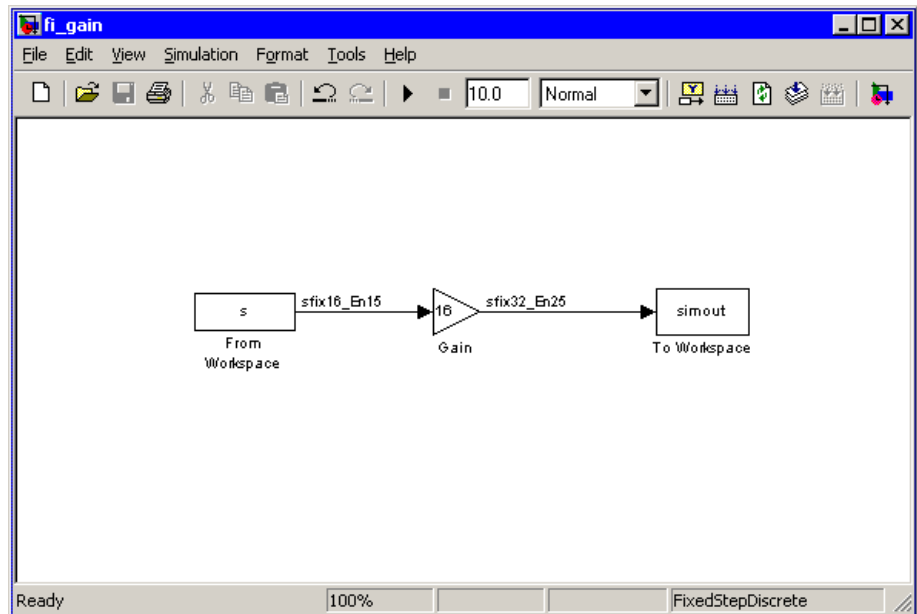 fi_gain
File Edit View Simulation Format Tools Help
10.0 Normal
s
sfix16_En15
16
sfix32_En25
simout
From
Workspace
Gain
To Workspace
Ready 100% FixedStepDiscrete